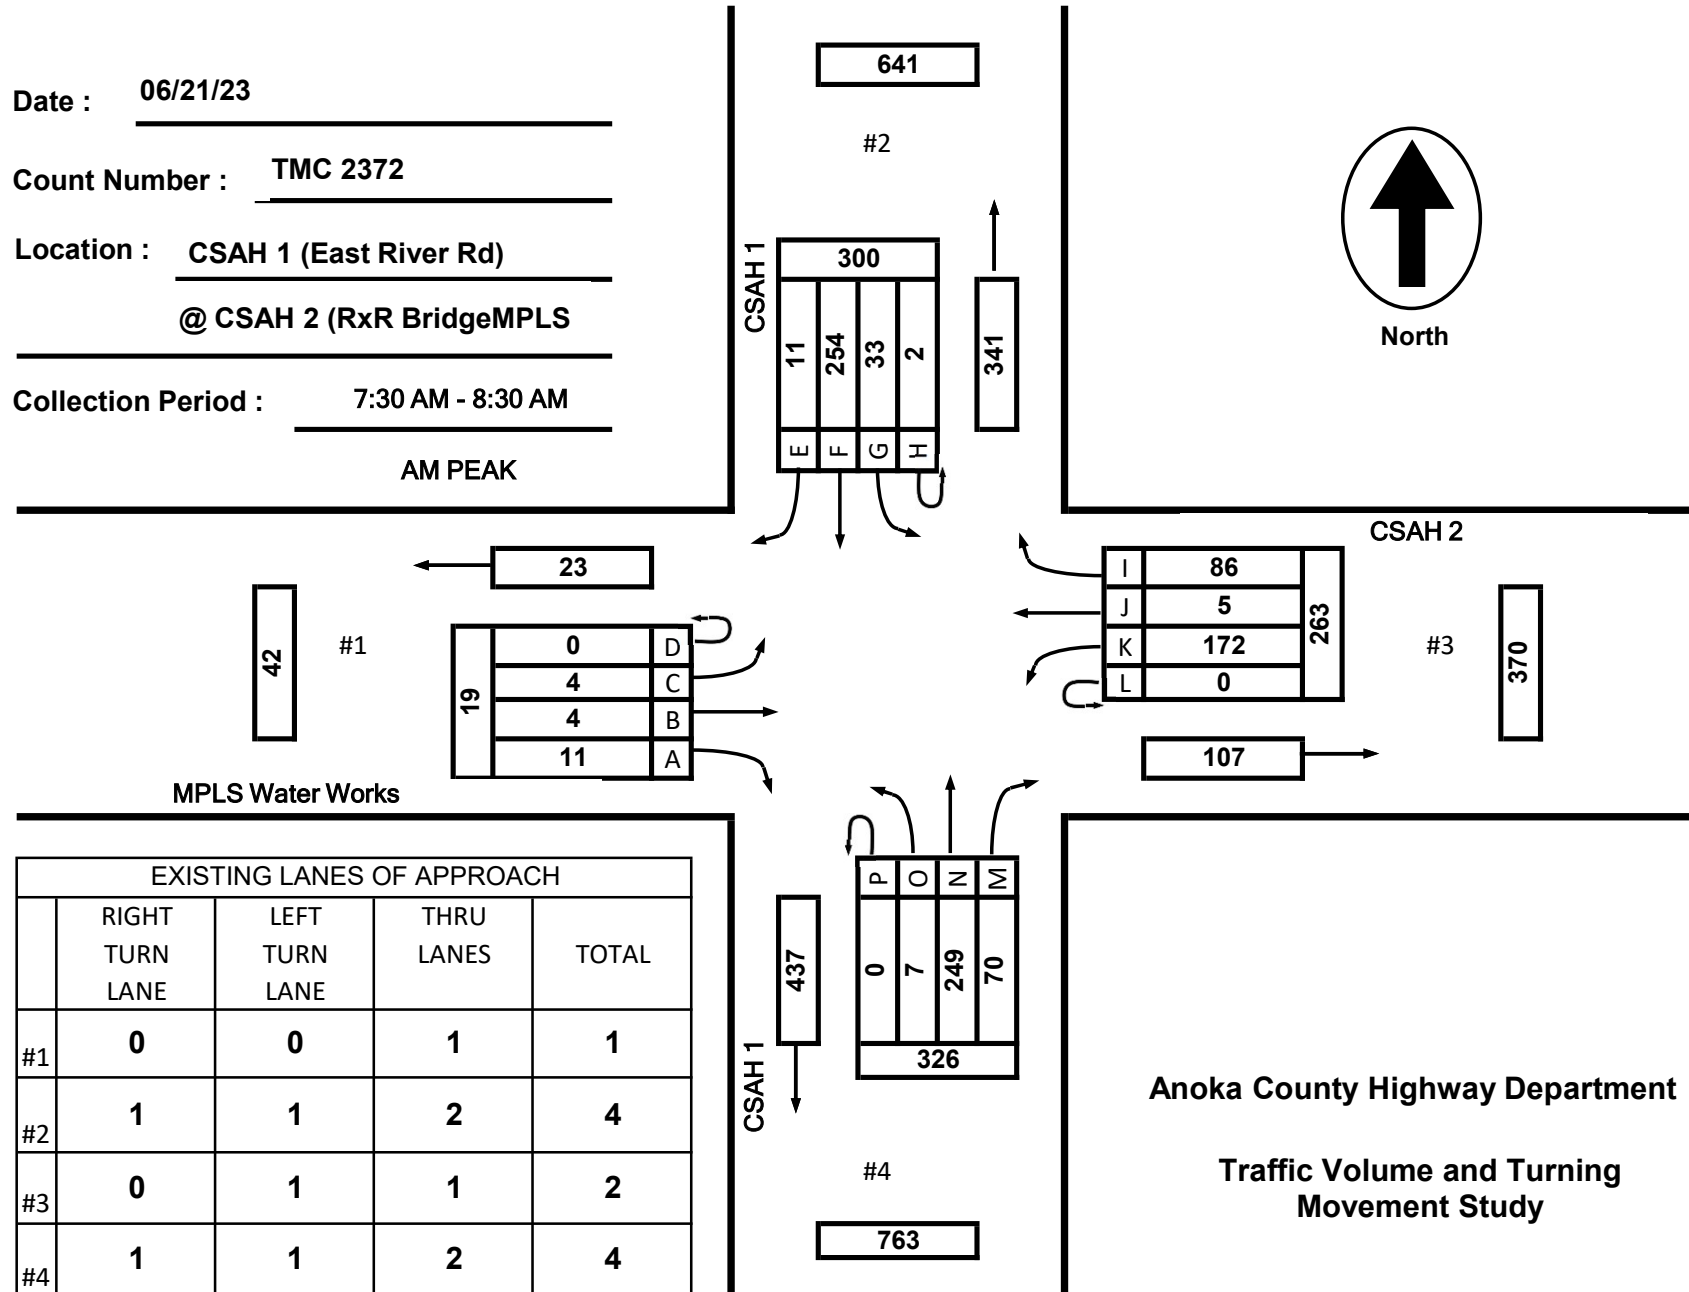 Date :
06/21/23
Count Number :
TMC 2372
Location :
CSAH 1 (East River Rd)
@ CSAH 2 (RxR BridgeMPLS
Collection Period :
7:30 AM - 8:30 AM
AM PEAK
641
#2
CSAH 1
300
11 254 33 2
E F G H
341
North
CSAH 2
23
42
#1
19
0 D
4 C
4 B
11 A
MPLS Water Works
I 86
J 5
K 172
L 0
263
#3
370
107
P O N M
0 7 249 70
326
437
CSAH 1
#4
763
EXISTING LANES OF APPROACH
RIGHT TURN LANE
LEFT TURN LANE
THRU LANES
TOTAL
#1 0 0 1 1
#2 1 1 2 4
#3 0 1 1 2
#4 1 1 2 4
Anoka County Highway Department
Traffic Volume and Turning
Movement Study